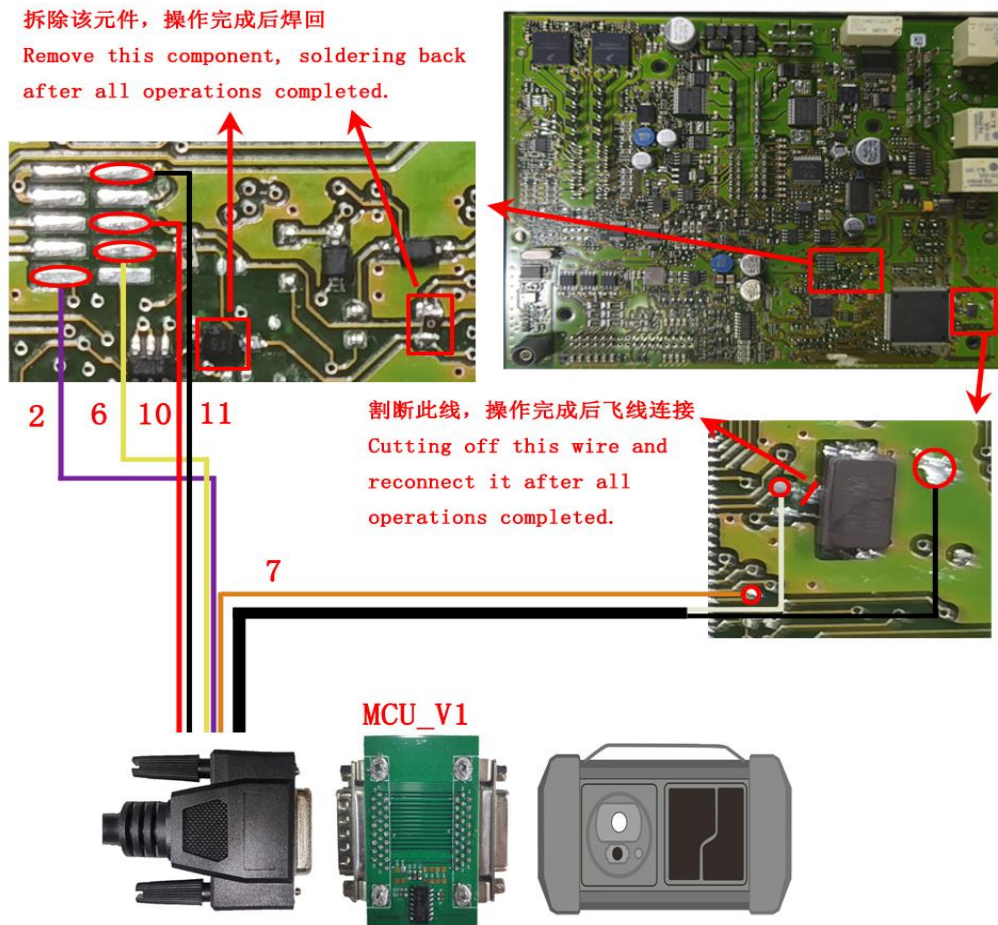 拆除该元件，操作完成后焊回
Remove this component, soldering back
after all operations completed.
2
6
10
11
割断此线，操作完成后飞线连接
Cutting off this wire and
reconnect it after all
operations completed.
7
MCU_V1